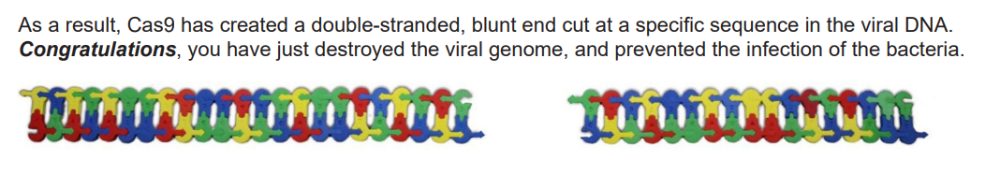 As a result, Cas9 has created a double-stranded, blunt end cut at a specific sequence in the viral DNA.
Congratulations, you have just destroyed the viral genome, and prevented the infection of the bacteria.